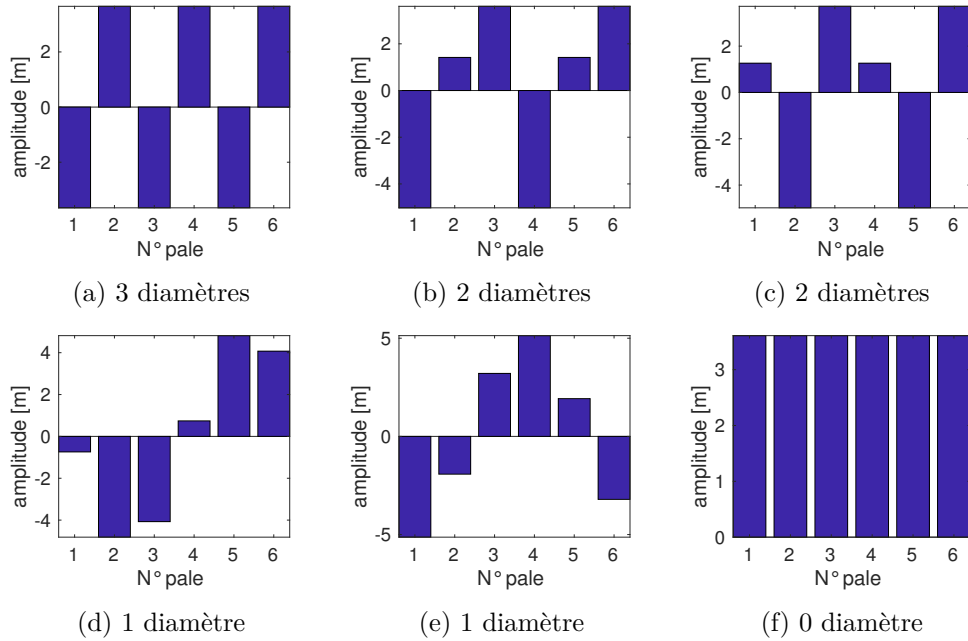 amplitude [m]
2
0
-2
1 2 3 4 5 6
N° pale
(a) 3 diamètres
amplitude [m]
2
0
-2
-4
1 2 3 4 5 6
N° pale
(b) 2 diamètres
amplitude [m]
2
0
-2
-4
1 2 3 4 5 6
N° pale
(c) 2 diamètres
amplitude [m]
4
2
0
-2
-4
1 2 3 4 5 6
N° pale
(d) 1 diamètre
amplitude [m]
5
0
-5
1 2 3 4 5 6
N° pale
(e) 1 diamètre
amplitude [m]
3
2
1
0
1 2 3 4 5 6
N° pale
(f) 0 diamètre